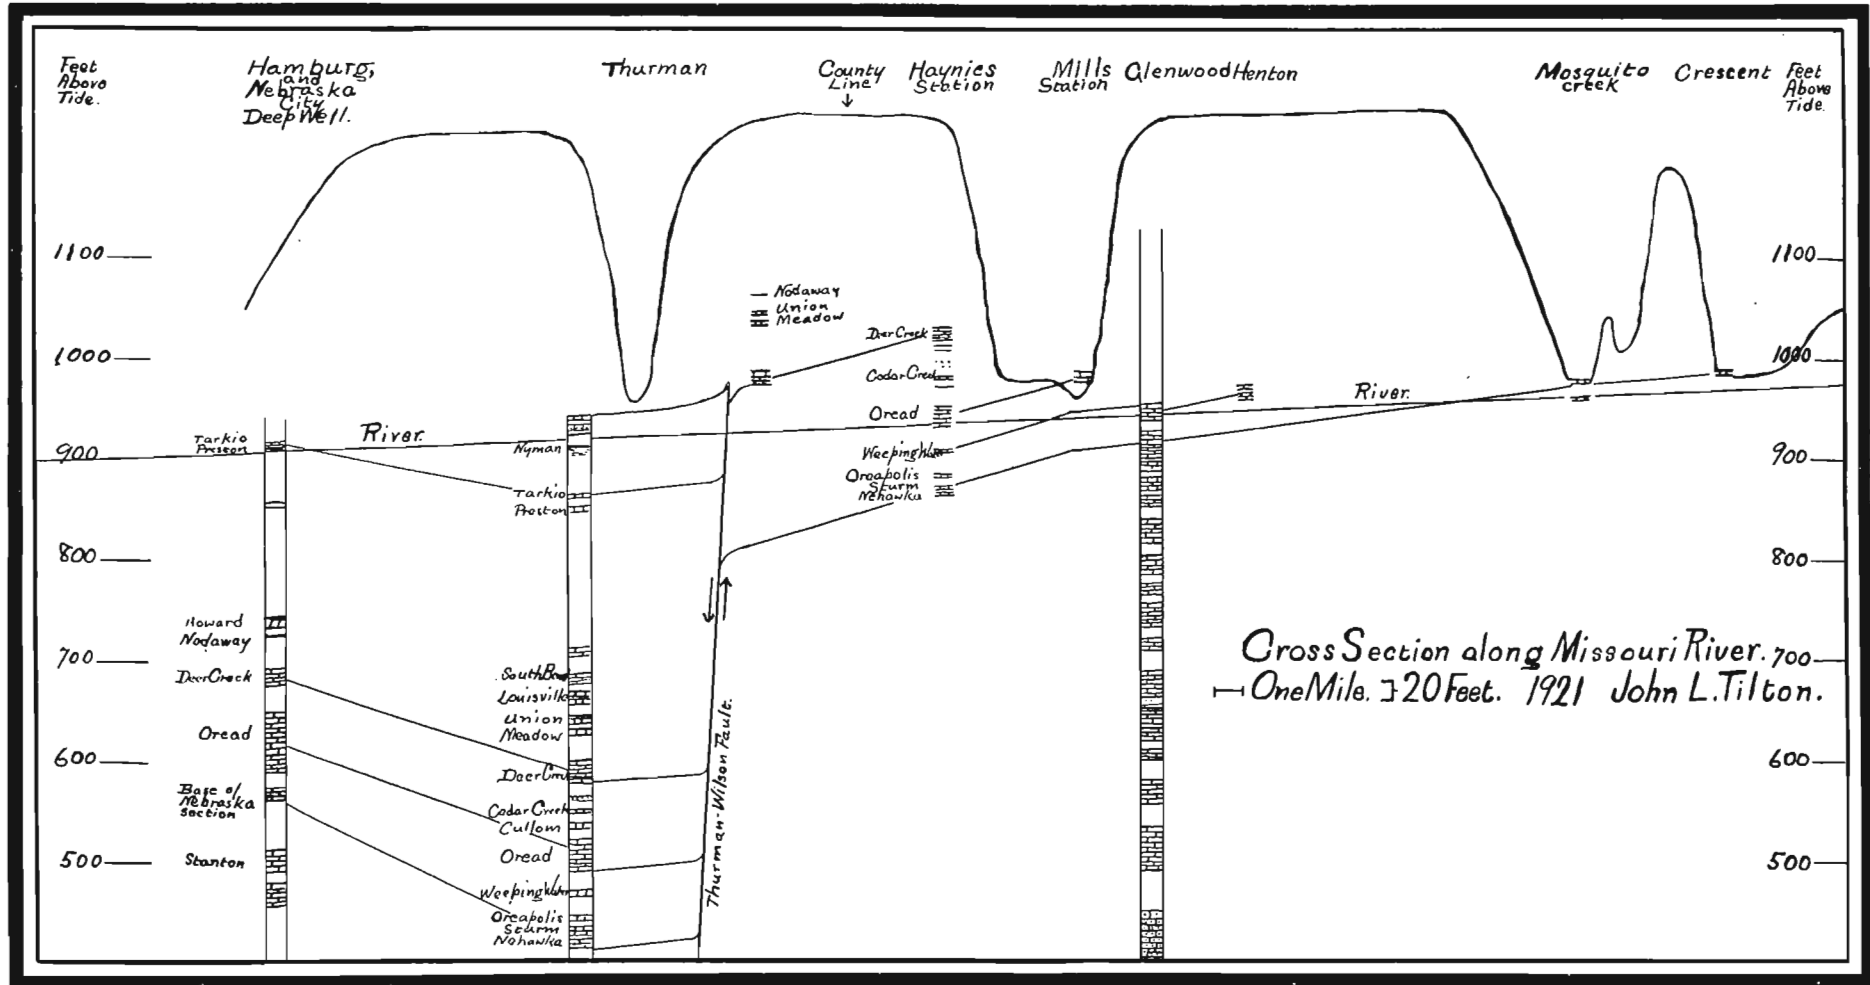 Feet
Above
Tide.
Hamburg,
and
Nebraska
City
Deep Well.
Thurman
County
Line
Haynies
Station
Mills
Station
Glenwood
Henton
Mosquito
creek
Crescent
Feet
Above
Tide.
1100
1000
900
800
700
600
500
Tarkio
Preston
River.
Howard
Nodaway
Deer Creek
Oread
Base of
Nebraska
Section
Stanton
Nyman
Tarkio
Preston
South Bend
Louisville
Union
Meadow
Deer Creek
Cedar Creek
Cullom
Oread
Weeping Water
Oreapolis
Sturm
Nehawka
Thurman-Wilson Fault.
Nodaway
Union
Meadow
Deer Creek
Cedar Creek
Oread
Weeping Water
Oreapolis
Sturm
Nehawka
River.
1100
1000
900
800
700
600
500
Cross Section along Missouri River.
One Mile. 20 Feet. 1921 John L. Tilton.